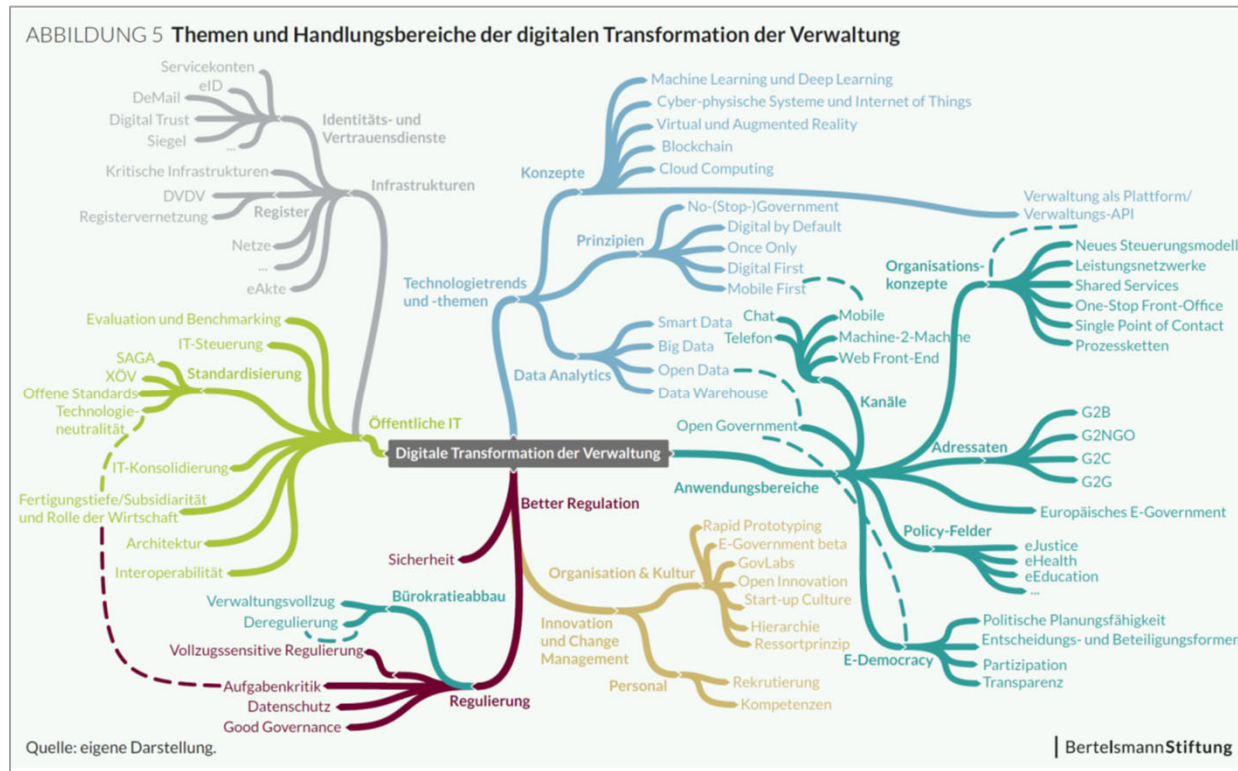 ABBILDUNG 5 Themen und Handlungsbereiche der digitalen Transformation der Verwaltung
Servicekonten
eID
DeMail
Digital Trust
Siegel
...
Identitäts- und
Vertrauensdienste
Kritische Infrastrukturen
DVDV
Registervernetzung
Register
Netze
...
eAkte
Infrastrukturen
Evaluation und Benchmarking
IT-Steuerung
SAGA
XÖV
Offene Standards
Technologie-
neutralität
Standardisierung
IT-Konsolidierung
Fertigungstiefe/Subsidiarität
und Rolle der Wirtschaft
Architektur
Interoperabilität
Öffentliche IT
Digitale Transformation der Verwaltung
Technologietrends
und -themen
Konzepte
Machine Learning und Deep Learning
Cyber-physische Systeme und Internet of Things
Virtual und Augmented Reality
Blockchain
Cloud Computing
Verwaltung als Plattform/
Verwaltungs-API
Prinzipien
No-(Stop-)Government
Digital by Default
Once Only
Digital First
Mobile First
Data Analytics
Smart Data
Big Data
Open Data
Data Warehouse
Anwendungsbereiche
Open Government
Kanäle
Chat
Telefon
Mobile
Machine-2-Machine
Web Front-End
Organisations-
konzepte
Neues Steuerungsmodell
Leistungsnetzwerke
Shared Services
One-Stop Front-Office
Single Point of Contact
Prozessketten
Adressaten
G2B
G2NGO
G2C
G2G
Europäisches E-Government
Policy-Felder
eJustice
eHealth
eEducation
...
E-Democracy
Politische Planungsfähigkeit
Entscheidungs- und Beteiligungsformen
Partizipation
Transparenz
Better Regulation
Sicherheit
Bürokratieabbau
Verwaltungsvollzug
Deregulierung
Regulierung
Vollzugssensitive Regulierung
Aufgabenkritik
Datenschutz
Good Governance
Innovation
und Change
Management
Organisation & Kultur
Rapid Prototyping
E-Government beta
GovLabs
Open Innovation
Start-up Culture
Hierarchie
Ressortprinzip
Personal
Rekrutierung
Kompetenzen
Quelle: eigene Darstellung.
BertelsmannStiftung